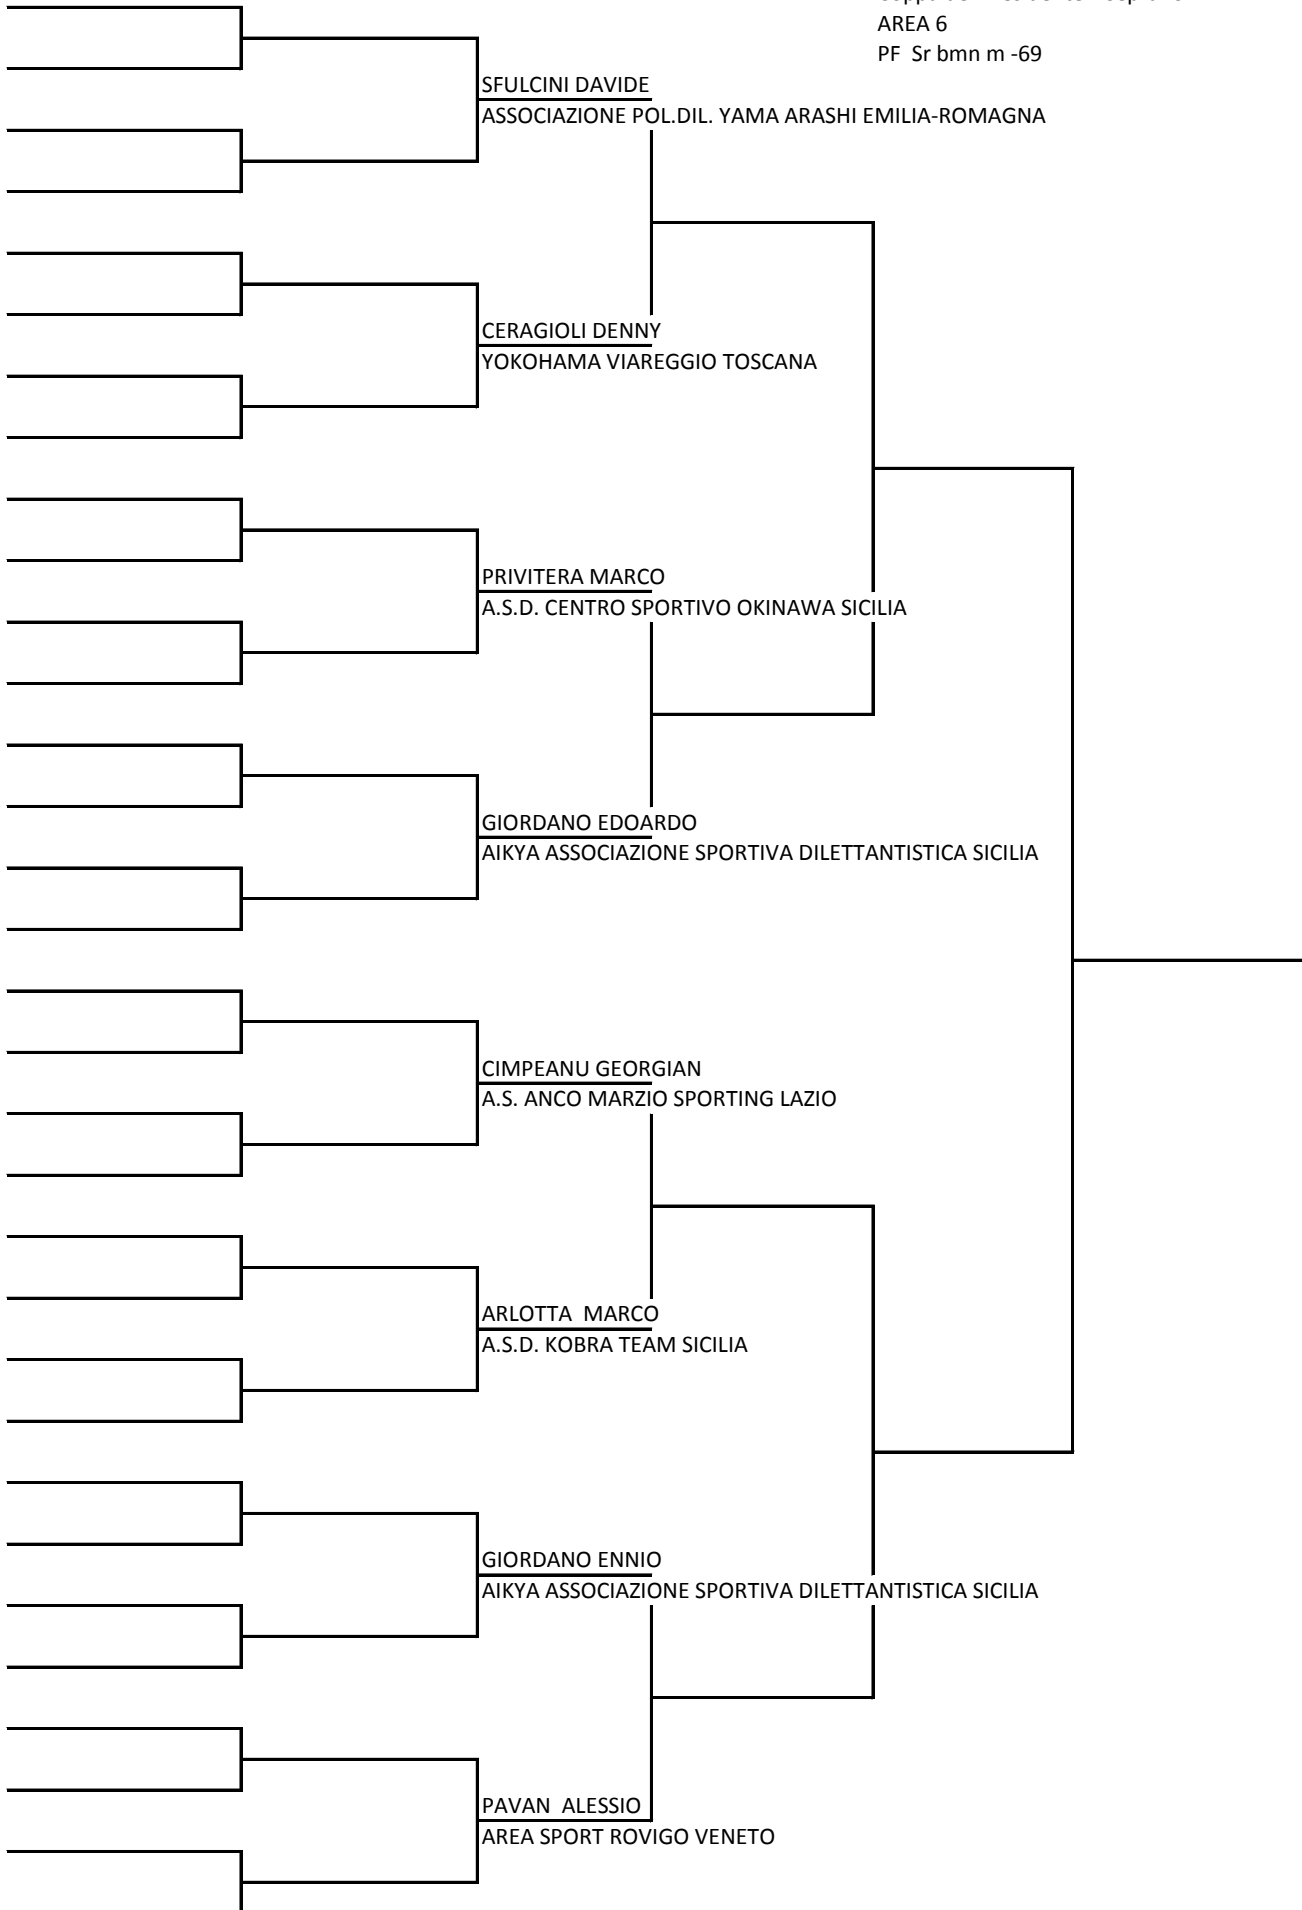 AREA 6
PF Sr bmn m -69
SFULCINI DAVIDE
ASSOCIAZIONE POL.DIL. YAMA ARASHI EMILIA-ROMAGNA
CERAGIOLI DENNY
YOKOHAMA VIAREGGIO TOSCANA
PRIVITERA MARCO
A.S.D. CENTRO SPORTIVO OKINAWA SICILIA
GIORDANO EDOARDO
AIKYA ASSOCIAZIONE SPORTIVA DILETTANTISTICA SICILIA
CIMPEANU GEORGIAN
A.S. ANCO MARZIO SPORTING LAZIO
ARLOTTA MARCO
A.S.D. KOBRA TEAM SICILIA
GIORDANO ENNIO
AIKYA ASSOCIAZIONE SPORTIVA DILETTANTISTICA SICILIA
PAVAN ALESSIO
AREA SPORT ROVIGO VENETO